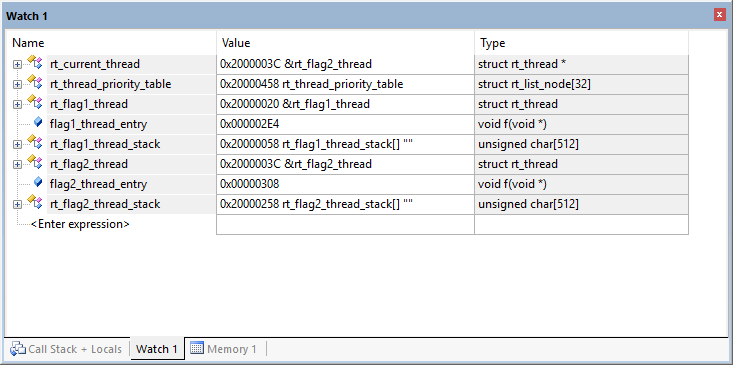 Watch 1
Name Value Type
rt_current_thread 0x2000003C &rt_flag2_thread struct rt_thread *
rt_thread_priority_table 0x20000458 rt_thread_priority_table struct rt_list_node[32]
rt_flag1_thread 0x20000020 &rt_flag1_thread struct rt_thread
flag1_thread_entry 0x000002E4 void f(void *)
rt_flag1_thread_stack 0x20000058 rt_flag1_thread_stack[] "" unsigned char[512]
rt_flag2_thread 0x2000003C &rt_flag2_thread struct rt_thread
flag2_thread_entry 0x00000308 void f(void *)
rt_flag2_thread_stack 0x20000258 rt_flag2_thread_stack[] "" unsigned char[512]
<Enter expression>
Call Stack + Locals Watch 1 Memory 1